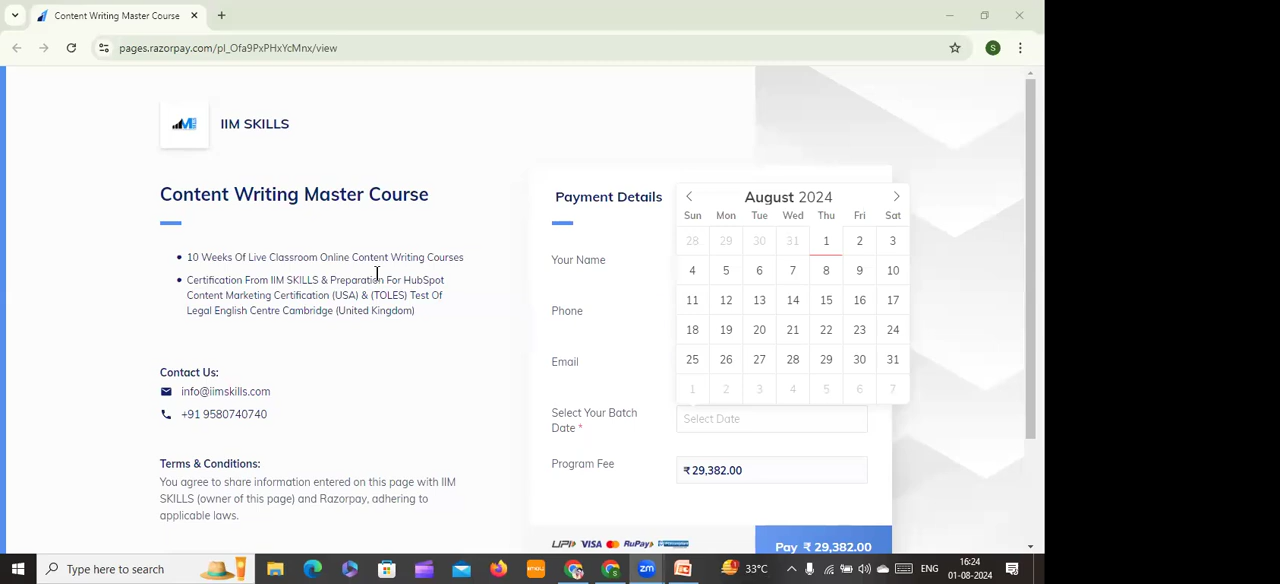 Content Writing Master Course
pages.razorpay.com/pl_Ofa9PxPHxYcMnx/view
S
IIM SKILLS
Content Writing Master Course
10 Weeks Of Live Classroom Online Content Writing Courses
Certification From IIM SKILLS & Preparation For HubSpot
Content Marketing Certification (USA) & (TOLES) Test Of
Legal English Centre Cambridge (United Kingdom)
Contact Us:
info@iimskills.com
+91 9580740740
Terms & Conditions:
You agree to share information entered on this page with IIM
SKILLS (owner of this page) and Razorpay, adhering to
applicable laws.
Payment Details
August 2024
Sun Mon Tue Wed Thu Fri Sat
28 29 30 31 1 2 3
4 5 6 7 8 9 10
11 12 13 14 15 16 17
18 19 20 21 22 23 24
25 26 27 28 29 30 31
1 2 3 4 5 6 7
Your Name
Phone
Email
Select Your Batch
Date *
Select Date
Program Fee
₹ 29,382.00
UPI VISA RuPay
Pay ₹ 29,382.00
Type here to search
zm
33°C
ENG
16:24
01-08-2024